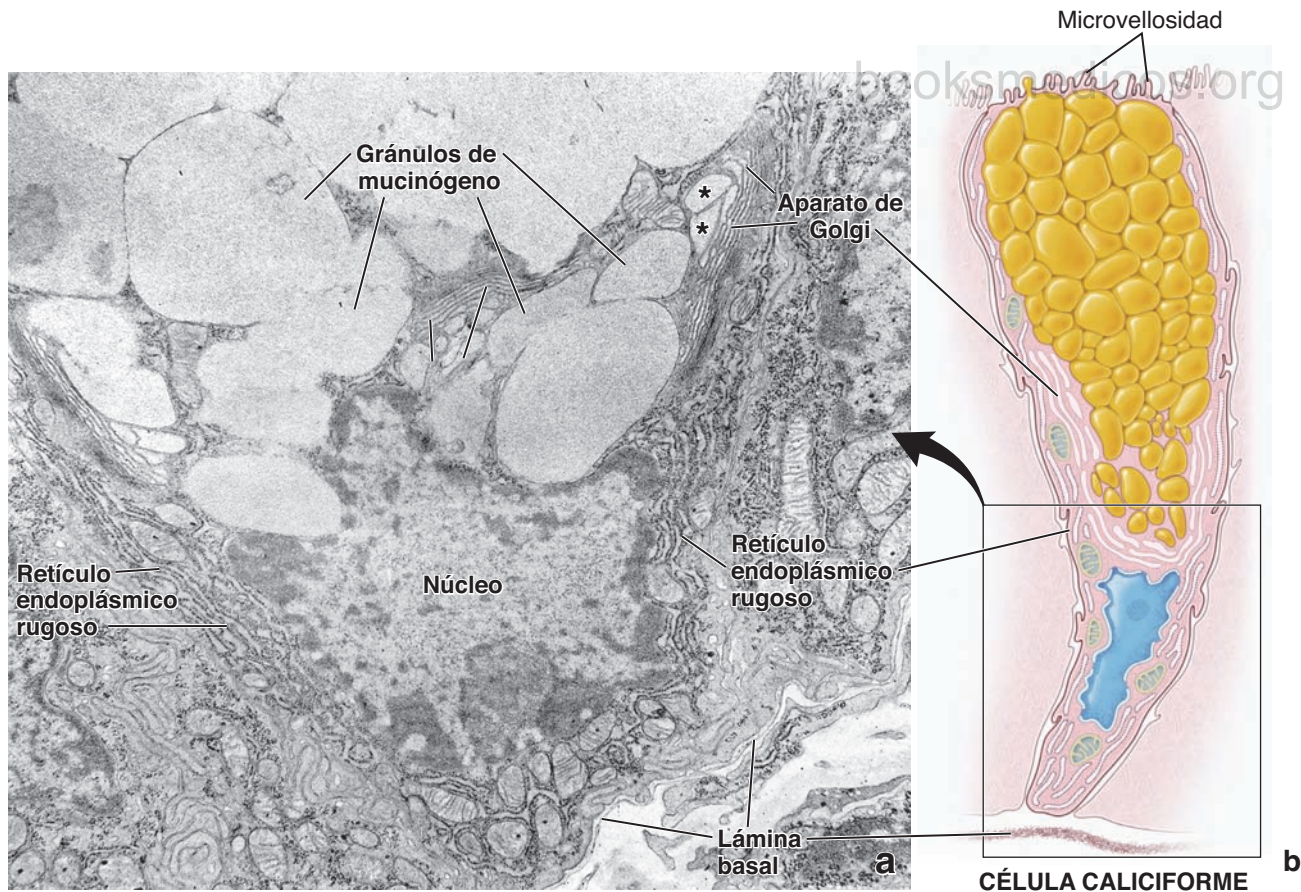 Microvellosidad
booksmedicos.org
Gránulos de
mucinógeno
*
*
Aparato de
Golgi
Retículo
endoplásmico
rugoso
Núcleo
Retículo
endoplásmico
rugoso
Lámina
basal
a
b
CÉLULA CALICIFORME